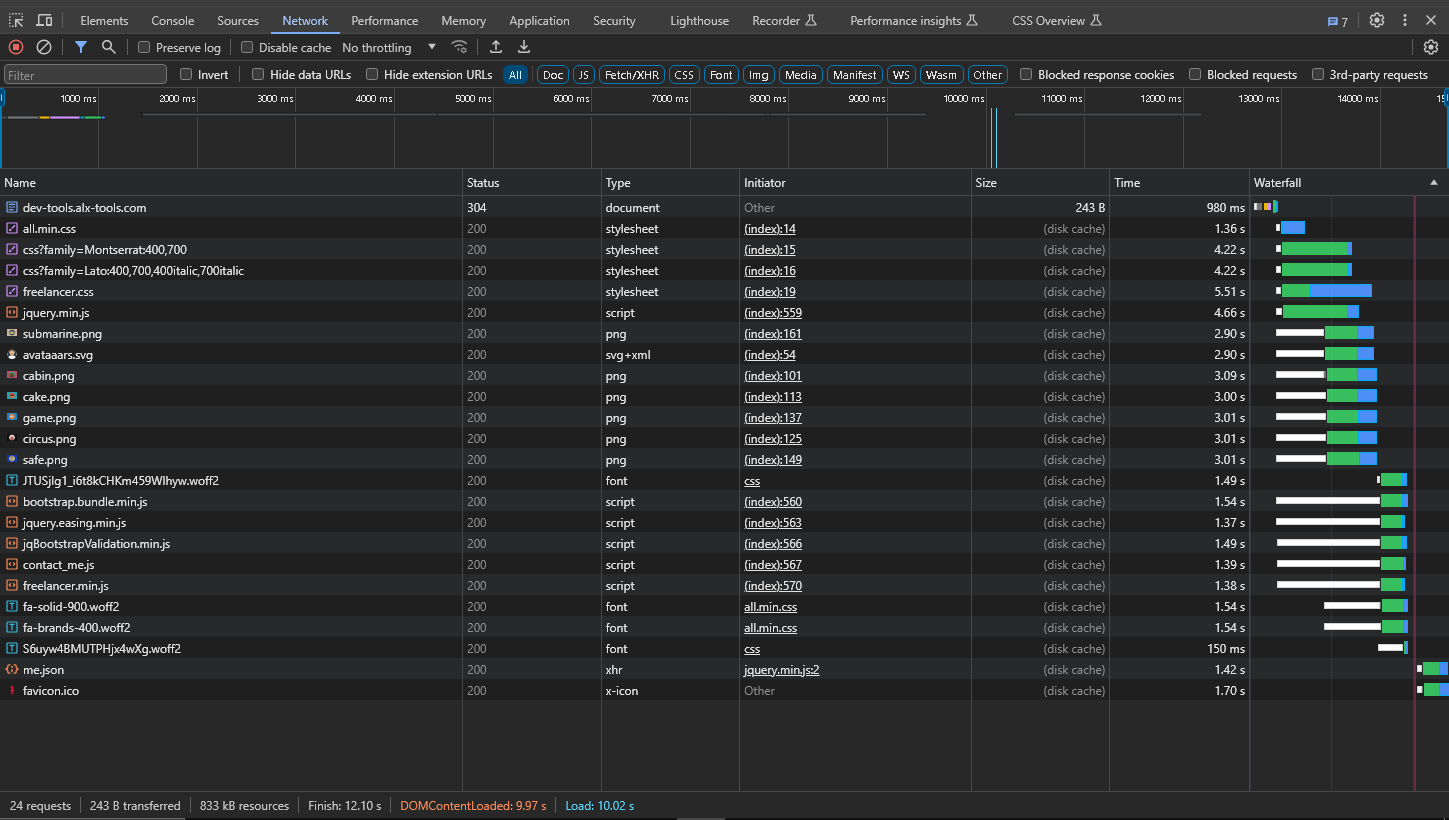 Elements Console Sources Network Performance Memory Application Security Lighthouse Recorder Performance insights CSS Overview 7
Preserve log Disable cache No throttling
Filter Invert Hide data URLs Hide extension URLs All Doc JS Fetch/XHR CSS Font Img Media Manifest WS Wasm Other Blocked response cookies Blocked requests 3rd-party requests
1000 ms 2000 ms 3000 ms 4000 ms 5000 ms 6000 ms 7000 ms 8000 ms 9000 ms 10000 ms 11000 ms 12000 ms 13000 ms 14000 ms
Name Status Type Initiator Size Time Waterfall
dev-tools.alx-tools.com 304 document Other 243 B 980 ms
all.min.css 200 stylesheet (index):14 (disk cache) 1.36 s
css?family=Montserrat:400,700 200 stylesheet (index):15 (disk cache) 4.22 s
css?family=Lato:400,700,400italic,700italic 200 stylesheet (index):16 (disk cache) 4.22 s
freelancer.css 200 stylesheet (index):19 (disk cache) 5.51 s
jquery.min.js 200 script (index):559 (disk cache) 4.66 s
submarine.png 200 png (index):161 (disk cache) 2.90 s
avataaars.svg 200 svg+xml (index):54 (disk cache) 2.90 s
cabin.png 200 png (index):101 (disk cache) 3.09 s
cake.png 200 png (index):113 (disk cache) 3.00 s
game.png 200 png (index):137 (disk cache) 3.01 s
circus.png 200 png (index):125 (disk cache) 3.01 s
safe.png 200 png (index):149 (disk cache) 3.01 s
JTUSjIg1_i6t8kCHKm459Wlhyw.woff2 200 font css (disk cache) 1.49 s
bootstrap.bundle.min.js 200 script (index):560 (disk cache) 1.54 s
jquery.easing.min.js 200 script (index):563 (disk cache) 1.37 s
jqBootstrapValidation.min.js 200 script (index):566 (disk cache) 1.49 s
contact_me.js 200 script (index):567 (disk cache) 1.39 s
freelancer.min.js 200 script (index):570 (disk cache) 1.38 s
fa-solid-900.woff2 200 font all.min.css (disk cache) 1.54 s
fa-brands-400.woff2 200 font all.min.css (disk cache) 1.54 s
S6uyw4BMUTPHjx4wXg.woff2 200 font css (disk cache) 150 ms
me.json 200 xhr jquery.min.js:2 (disk cache) 1.42 s
favicon.ico 200 x-icon Other (disk cache) 1.70 s
24 requests 243 B transferred 833 kB resources Finish: 12.10 s DOMContentLoaded: 9.97 s Load: 10.02 s